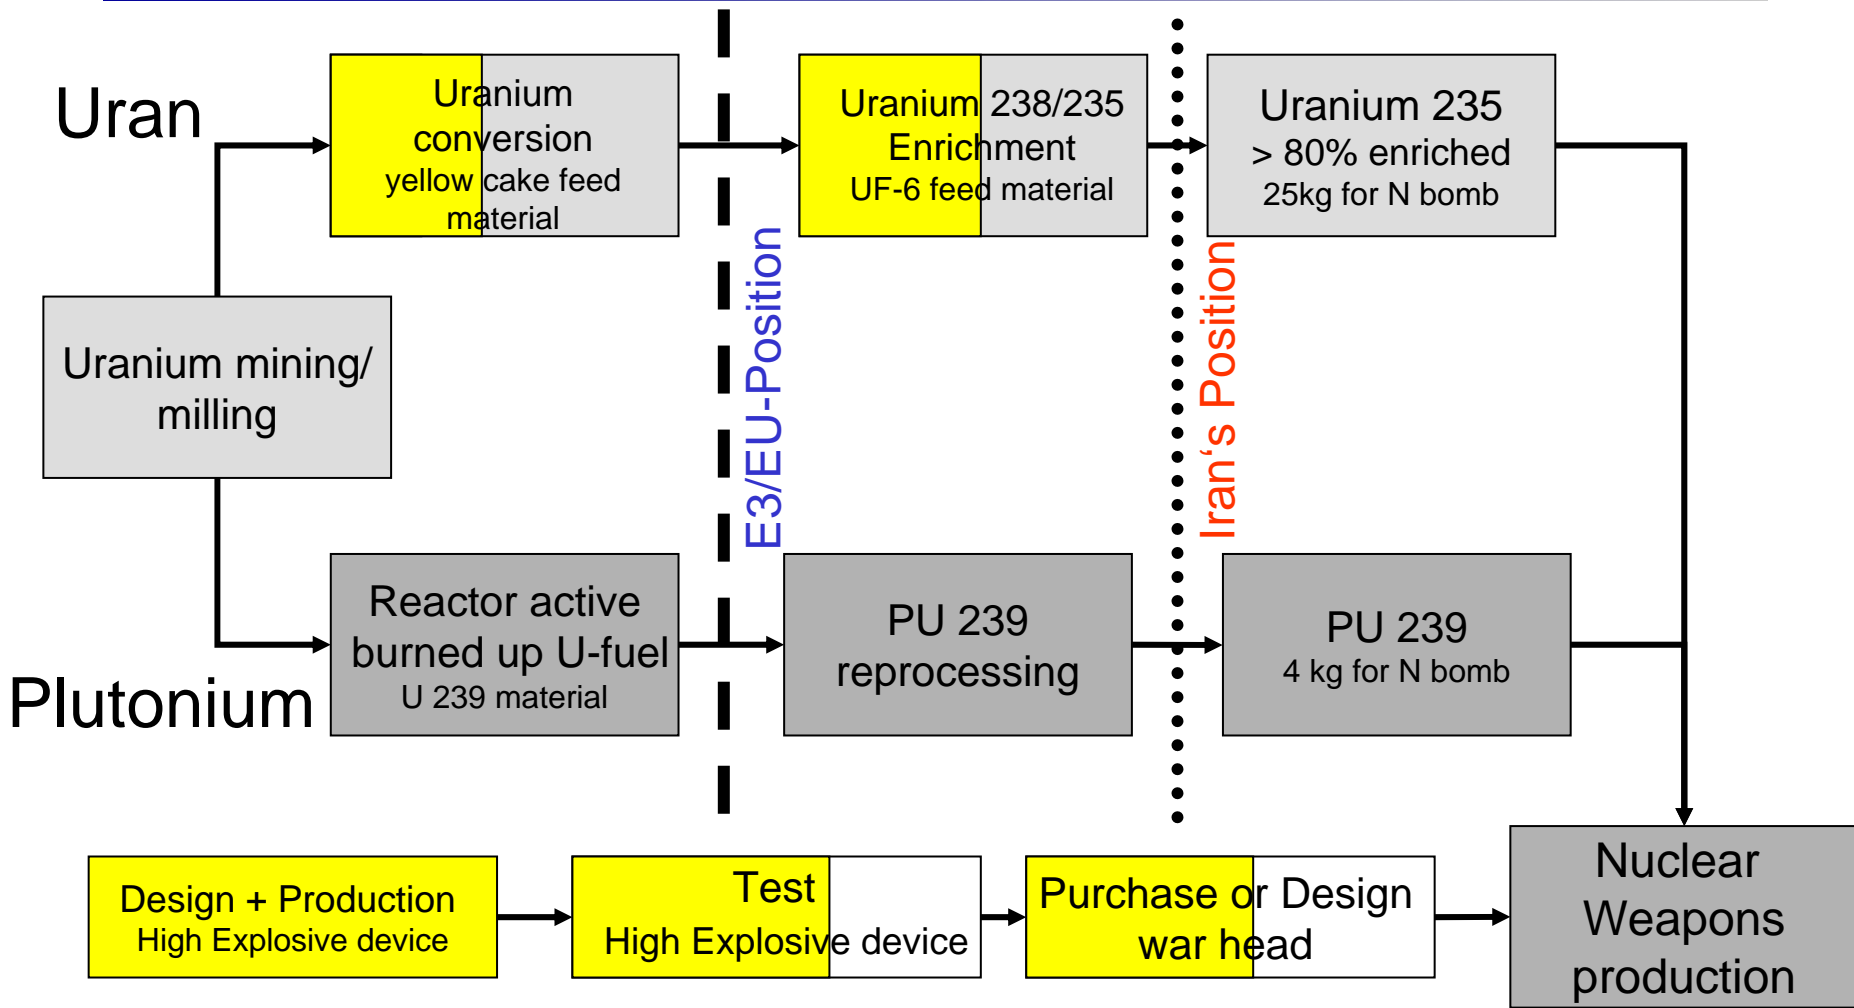 Uran
Uranium
conversion
yellow cake feed
material
Uranium 238/235
Enrichment
UF-6 feed material
Uranium 235
> 80% enriched
25kg for N bomb
Uranium mining/
milling
E3/EU-Position
Iran‘s Position
Plutonium
Reactor active
burned up U-fuel
U 239 material
PU 239
reprocessing
PU 239
4 kg for N bomb
Design + Production
High Explosive device
Test
High Explosive device
Purchase or Design
war head
Nuclear
Weapons
production